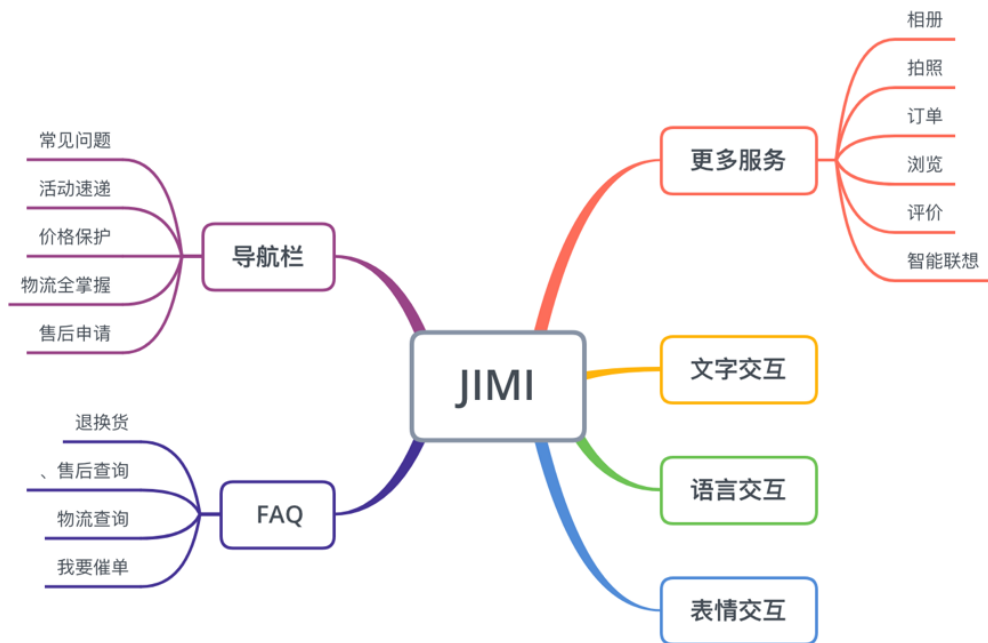 JIMI
更多服务
相册
拍照
订单
浏览
评价
智能联想
文字交互
语言交互
表情交互
导航栏
常见问题
活动速递
价格保护
物流全掌握
售后申请
FAQ
退换货
、售后查询
物流查询
我要催单